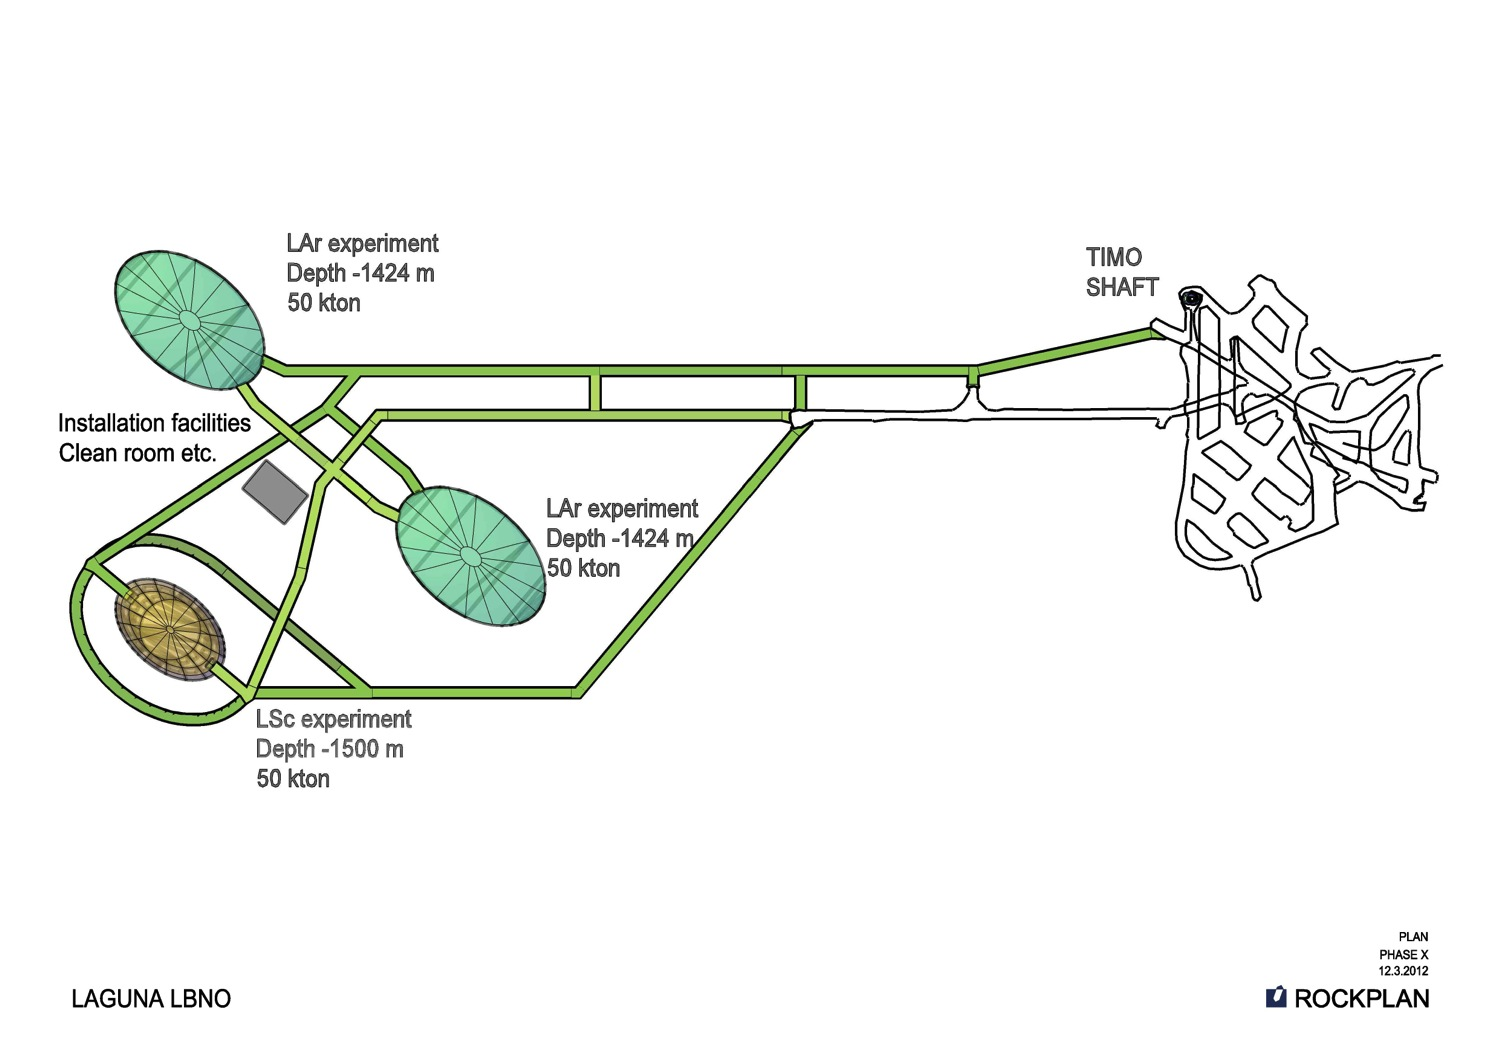 LAr experiment
Depth -1424 m
50 kton
TIMO
SHAFT
Installation facilities
Clean room etc.
LAr experiment
Depth -1424 m
50 kton
LSc experiment
Depth -1500 m
50 kton
PLAN
PHASE X
12.3.2012
LAGUNA LBNO
ROCKPLAN